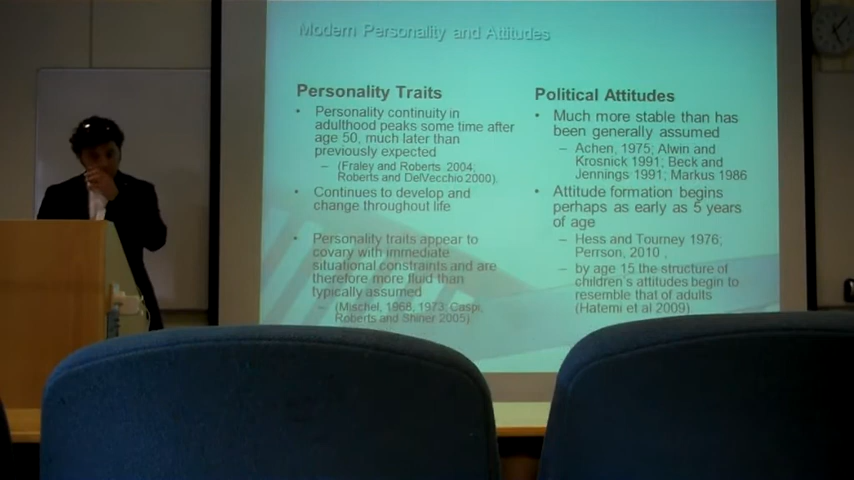 Modern Personality and Attitudes
Personality Traits
• Personality continuity in
adulthood peaks some time after
age 50, much later than
previously expected
– (Fraley and Roberts 2004;
Roberts and DelVecchio 2000).
• Continues to develop and
change throughout life
• Personality traits appear to
covary with immediate
situational constraints and are
therefore more fluid than
typically assumed
– (Mischel, 1968, 1973; Caspi,
Roberts and Shiner 2005).
Political Attitudes
• Much more stable than has
been generally assumed
– Achen, 1975; Alwin and
Krosnick 1991; Beck and
Jennings 1991; Markus 1986
• Attitude formation begins
perhaps as early as 5 years
of age
– Hess and Tourney 1976;
Perrson, 2010 ,
– by age 15 the structure of
children's attitudes begin to
resemble that of adults
(Hatemi et al 2009)